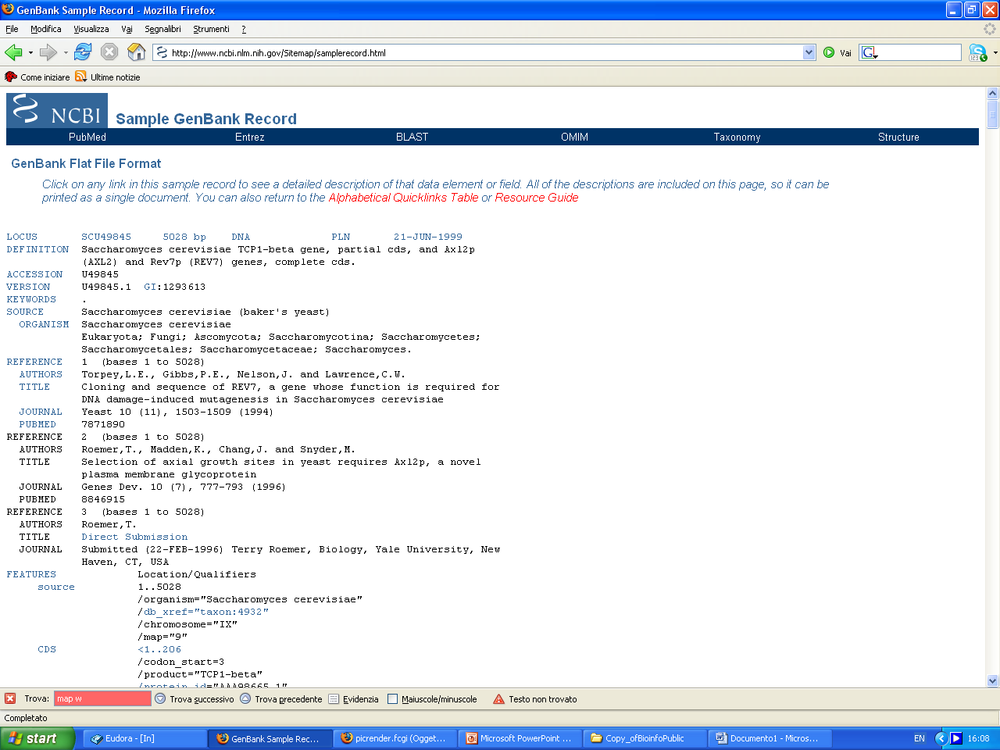 GenBank Sample Record - Mozilla Firefox
File Modifica Visualizza Vai Segnalibri Strumenti ?
http://www.ncbi.nlm.nih.gov/Sitemap/samplerecord.html Vai G
Come iniziare Ultime notizie
NCBI Sample GenBank Record
PubMed Entrez BLAST OMIM Taxonomy Structure
GenBank Flat File Format
Click on any link in this sample record to see a detailed description of that data element or field. All of the descriptions are included on this page, so it can be
printed as a single document. You can also return to the Alphabetical Quicklinks Table or Resource Guide
LOCUS SCU49845 5028 bp DNA PLN 21-JUN-1999
DEFINITION Saccharomyces cerevisiae TCP1-beta gene, partial cds, and Axl2p
(AXL2) and Rev7p (REV7) genes, complete cds.
ACCESSION U49845
VERSION U49845.1 GI:1293613
KEYWORDS .
SOURCE Saccharomyces cerevisiae (baker's yeast)
ORGANISM Saccharomyces cerevisiae
Eukaryota; Fungi; Ascomycota; Saccharomycotina; Saccharomycetes;
Saccharomycetales; Saccharomycetaceae; Saccharomyces.
REFERENCE 1 (bases 1 to 5028)
AUTHORS Torpey,L.E., Gibbs,P.E., Nelson,J. and Lawrence,C.W.
TITLE Cloning and sequence of REV7, a gene whose function is required for
DNA damage-induced mutagenesis in Saccharomyces cerevisiae
JOURNAL Yeast 10 (11), 1503-1509 (1994)
PUBMED 7871890
REFERENCE 2 (bases 1 to 5028)
AUTHORS Roemer,T., Madden,K., Chang,J. and Snyder,M.
TITLE Selection of axial growth sites in yeast requires Axl2p, a novel
plasma membrane glycoprotein
JOURNAL Genes Dev. 10 (7), 777-793 (1996)
PUBMED 8846915
REFERENCE 3 (bases 1 to 5028)
AUTHORS Roemer,T.
TITLE Direct Submission
JOURNAL Submitted (22-FEB-1996) Terry Roemer, Biology, Yale University, New
Haven, CT, USA
FEATURES Location/Qualifiers
source 1..5028
/organism="Saccharomyces cerevisiae"
/db_xref="taxon:4932"
/chromosome="IX"
/map="9"
CDS <1..206
/codon_start=3
/product="TCP1-beta"
/protein_id="AAA98665.1"
Trova: map w Trova successivo Trova precedente Evidenzia Maiuscole/minuscole Testo non trovato
Completato
start Eudora - [In] GenBank Sample Rec... picrender.fcgi (Ogget... Microsoft PowerPoint ... Copy_ofBioinfoPublic Documento1 - Micros... EN 16:08